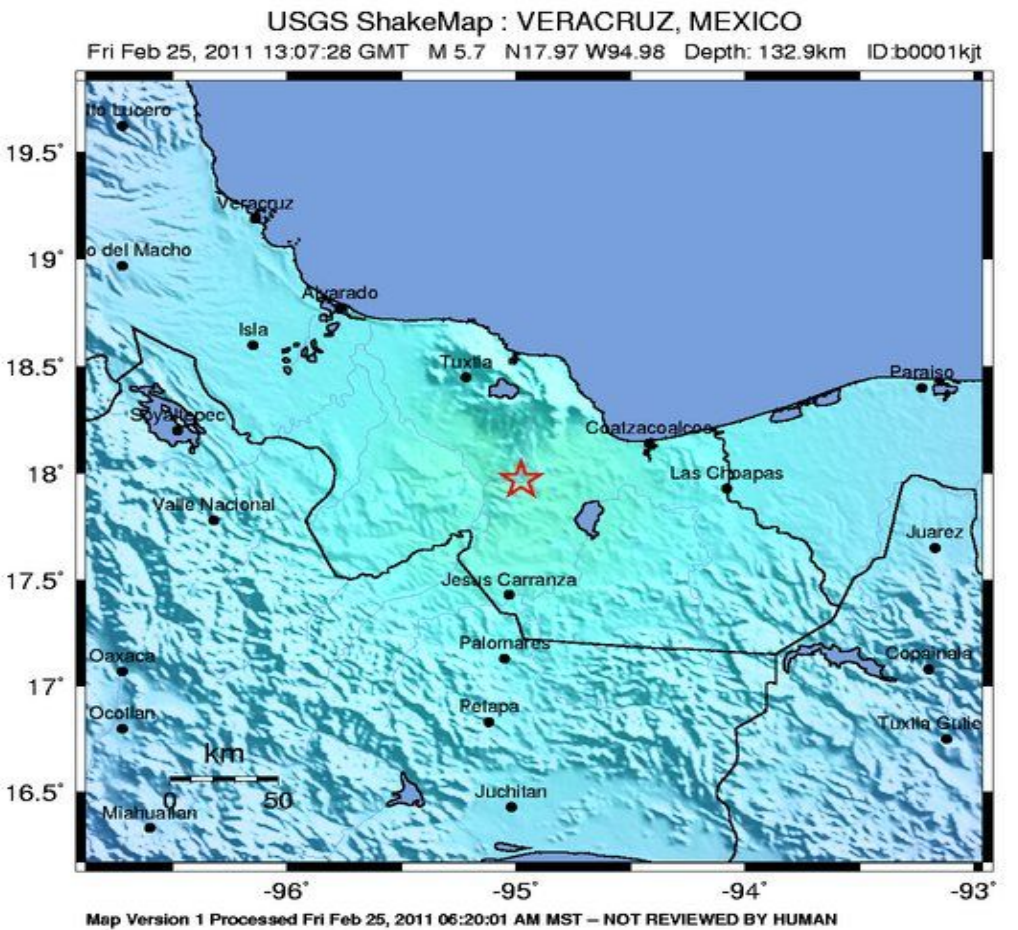 USGS ShakeMap : VERACRUZ, MEXICO
Fri Feb 25, 2011 13:07:28 GMT M 5.7 N17.97 W94.98 Depth: 132.9km ID:b0001kjt
lto Lucero
19.5°
Veracruz
19°
o del Macho
Alvarado
Isla
18.5°
Tuxtla
Paraiso
Soyaltepec
Coatzacoalcos
18°
Las Choapas
Valle Nacional
Juarez
17.5°
Jesus Carranza
Palomares
Oaxaca
Copainala
17°
Petapa
Ocotlan
Tuxtla Gutie
km
16.5°
0 50
Juchitan
Miahuatlan
-96° -95° -94° -93°
Map Version 1 Processed Fri Feb 25, 2011 06:20:01 AM MST -- NOT REVIEWED BY HUMAN